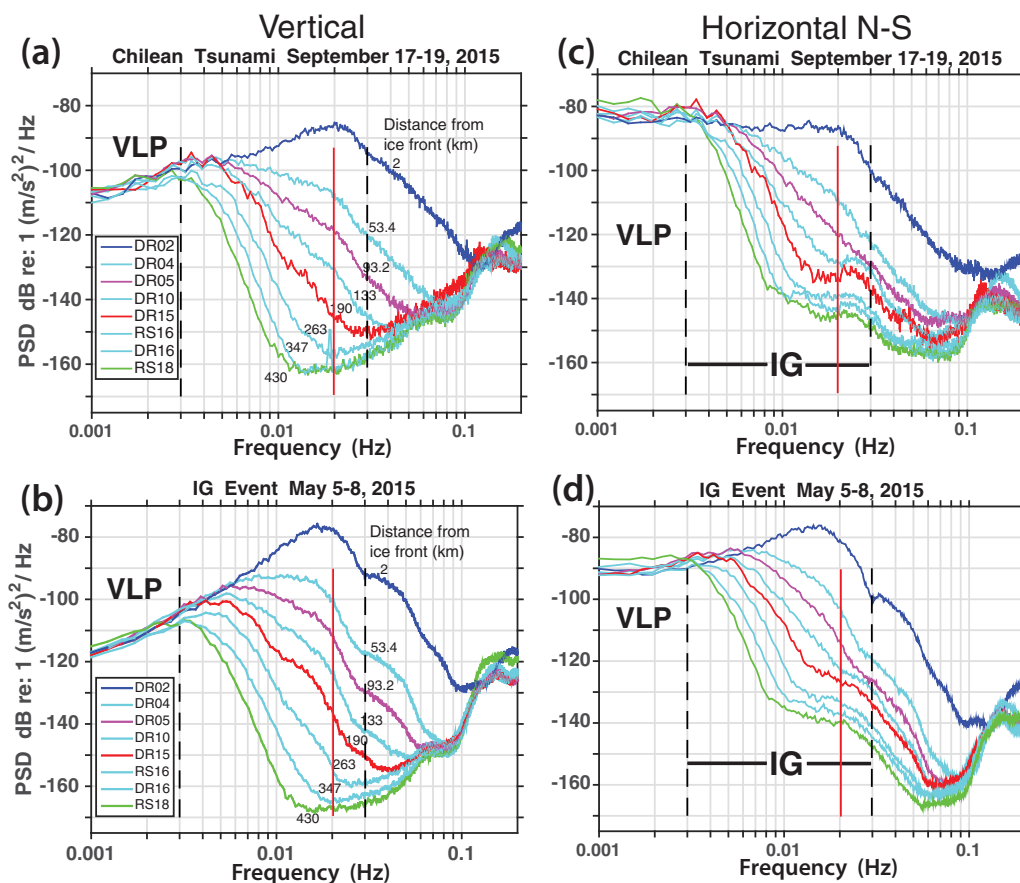 Vertical
Horizontal N-S
(a)
Chilean Tsunami September 17-19, 2015
PSD dB re: 1 (m/s²)²/ Hz
-80
-100
-120
-140
-160
VLP
Distance from
ice front (km)
2
53.4
93.2
133
190
263
347
430
DR02
DR04
DR05
DR10
DR15
RS16
DR16
RS18
0.001
0.01
0.1
Frequency (Hz)
(c)
Chilean Tsunami September 17-19, 2015
-80
-100
-120
-140
-160
VLP
IG
0.001
0.01
0.1
Frequency (Hz)
(b)
IG Event May 5-8, 2015
PSD dB re: 1 (m/s²)²/ Hz
-80
-100
-120
-140
-160
VLP
Distance from
ice front (km)
2
53.4
93.2
133
190
263
347
430
DR02
DR04
DR05
DR10
DR15
RS16
DR16
RS18
0.001
0.01
0.1
Frequency (Hz)
(d)
IG Event May 5-8, 2015
-80
-100
-120
-140
-160
VLP
IG
0.001
0.01
0.1
Frequency (Hz)